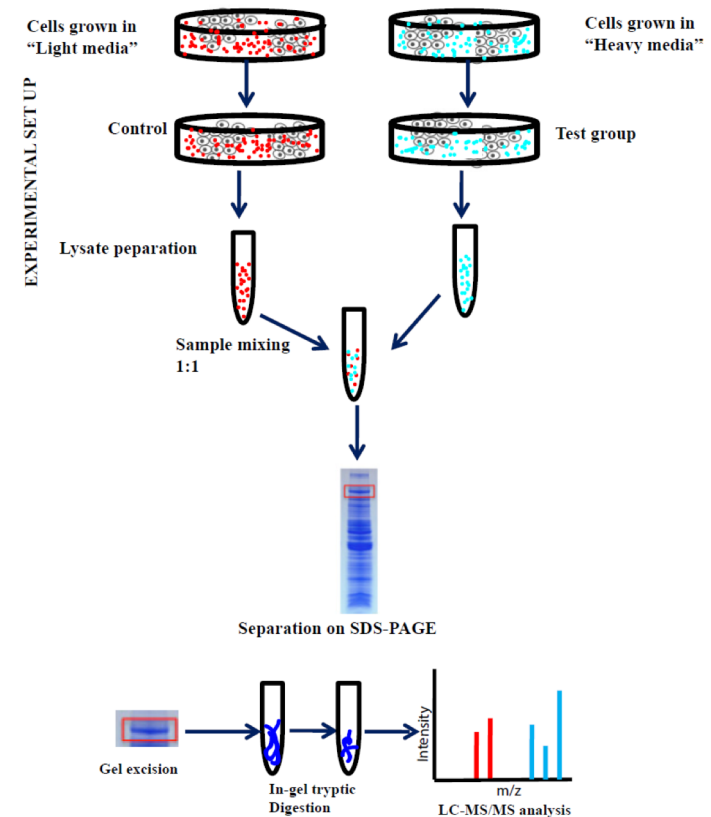 Cells grown in
“Light media”
Cells grown in
“Heavy media”
EXPERIMENTAL SET UP
Control
Test group
Lysate peparation
Sample mixing
1:1
Separation on SDS-PAGE
Gel excision
In-gel tryptic
Digestion
Intensity
m/z
LC-MS/MS analysis